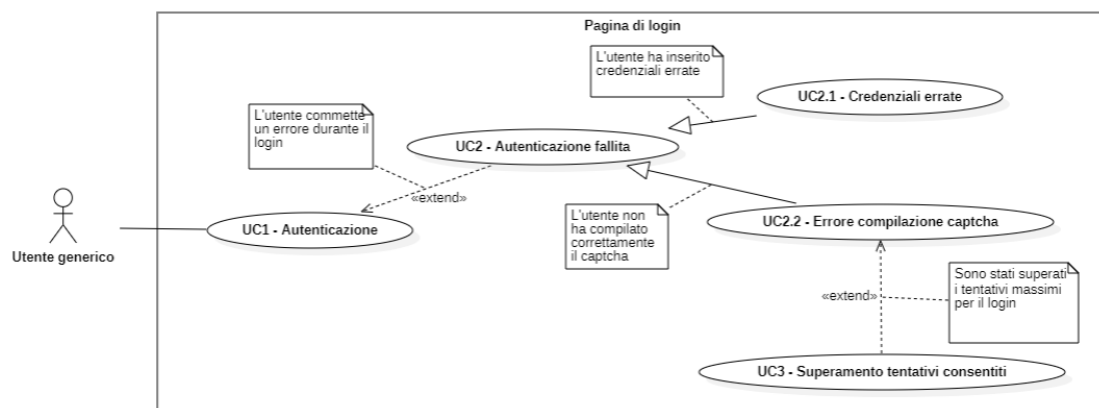 Pagina di login
L'utente ha inserito
credenziali errate
UC2.1 - Credenziali errate
L'utente commette
un errore durante il
login
UC2 - Autenticazione fallita
«extend»
UC1 - Autenticazione
Utente generico
L'utente non
ha compilato
correttamente
il captcha
UC2.2 - Errore compilazione captcha
«extend»
Sono stati superati
i tentativi massimi
per il login
UC3 - Superamento tentativi consentiti